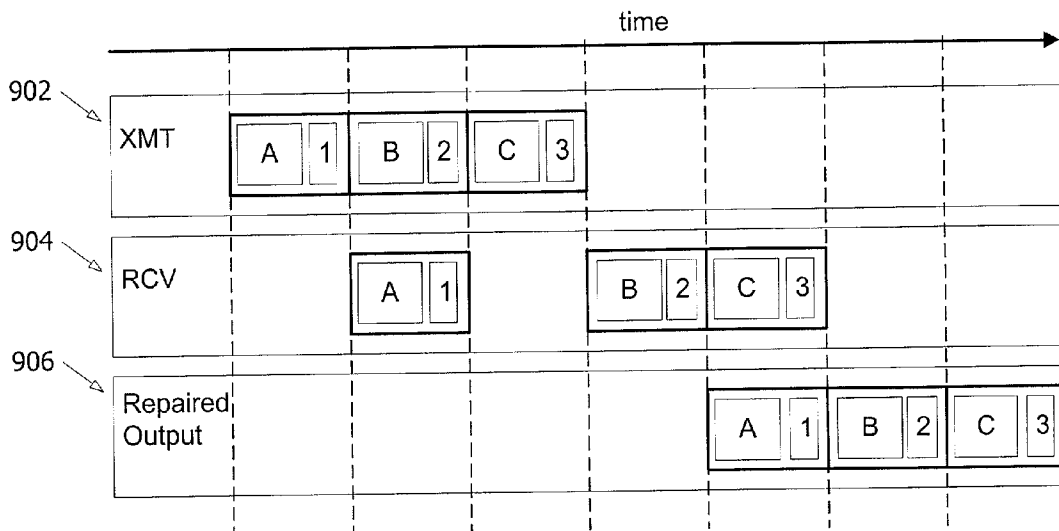 time
902
XMT
A 1 B 2 C 3
904
RCV
A 1 B 2 C 3
906
Repaired
Output
A 1 B 2 C 3